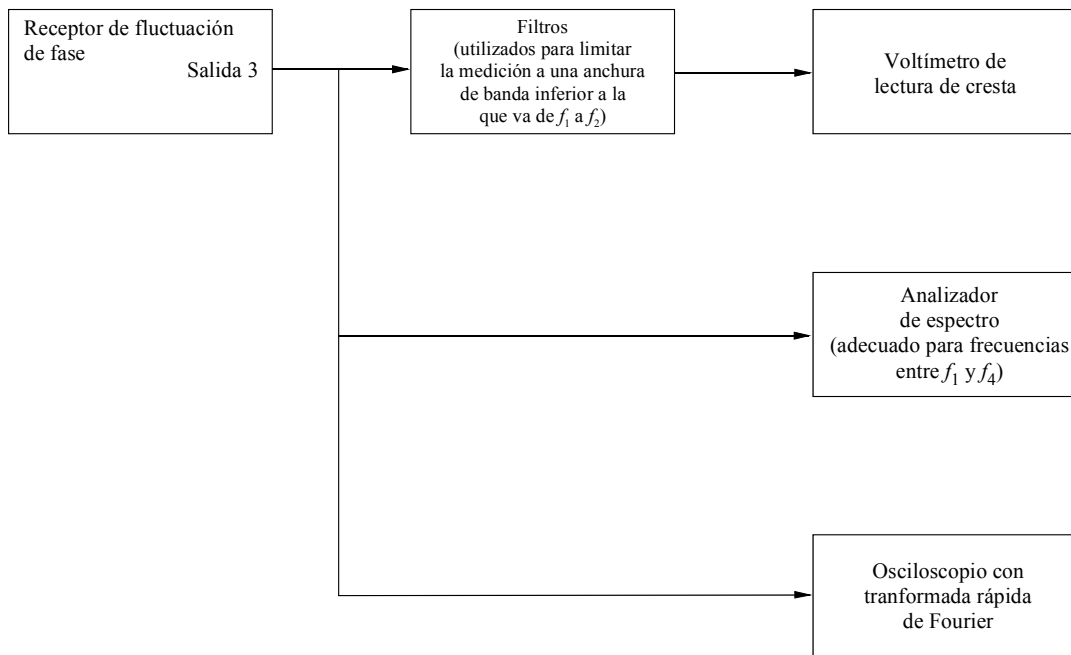 Receptor de fluctuación
de fase
Salida 3
Filtros
(utilizados para limitar
la medición a una anchura
de banda inferior a la
que va de f₁ a f₂)
Voltímetro de
lectura de cresta
Analizador
de espectro
(adecuado para frecuencias
entre f₁ y f₄)
Osciloscopio con
tranformada rápida
de Fourier